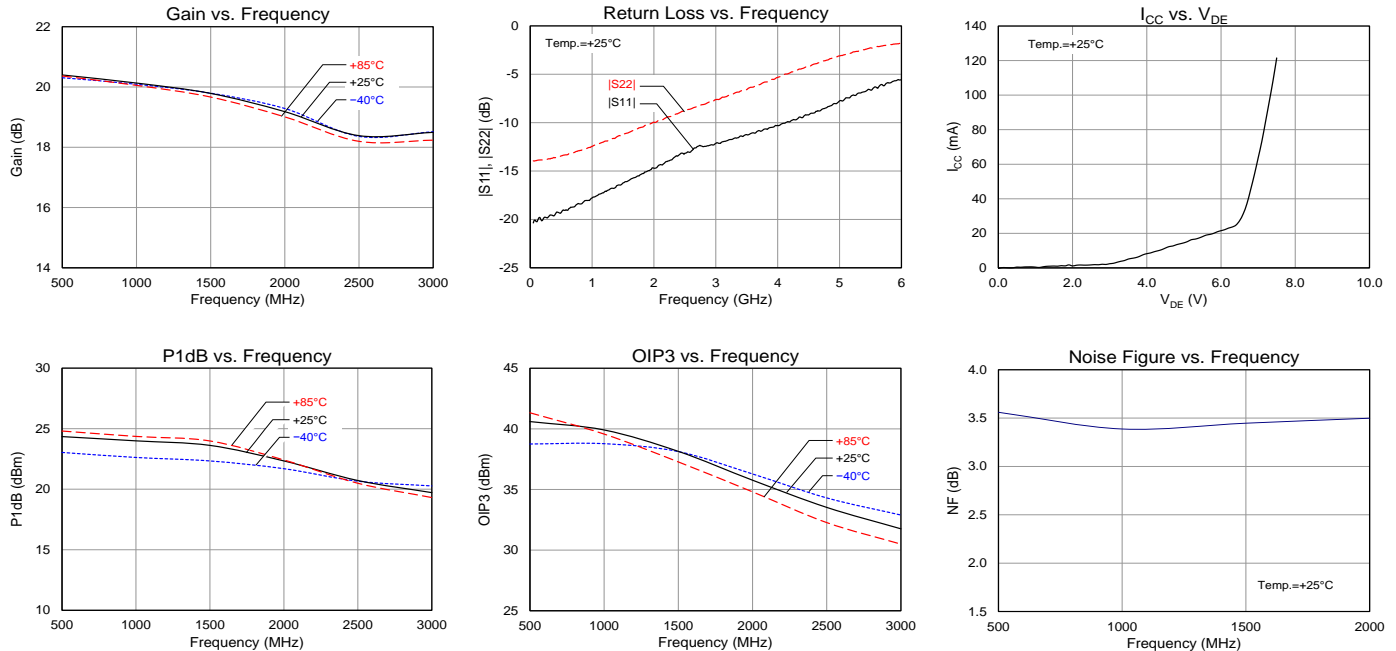 Gain vs. Frequency
Gain (dB)
22
20
18
16
14
+85°C
+25°C
−40°C
500 1000 1500 2000 2500 3000
Frequency (MHz)
Return Loss vs. Frequency
|S11|, |S22| (dB)
-0
-5
-10
-15
-20
-25
Temp.=+25°C
|S22|
|S11|
0 1 2 3 4 5 6
Frequency (GHz)
I_CC vs. V_DE
I_CC (mA)
140
120
100
80
60
40
20
0
Temp.=+25°C
0.0 2.0 4.0 6.0 8.0 10.0
V_DE (V)
P1dB vs. Frequency
P1dB (dBm)
30
25
20
15
10
+85°C
+25°C
−40°C
500 1000 1500 2000 2500 3000
Frequency (MHz)
OIP3 vs. Frequency
OIP3 (dBm)
45
40
35
30
25
+85°C
+25°C
−40°C
500 1000 1500 2000 2500 3000
Frequency (MHz)
Noise Figure vs. Frequency
NF (dB)
4.0
3.5
3.0
2.5
2.0
1.5
Temp.=+25°C
500 1000 1500 2000
Frequency (MHz)